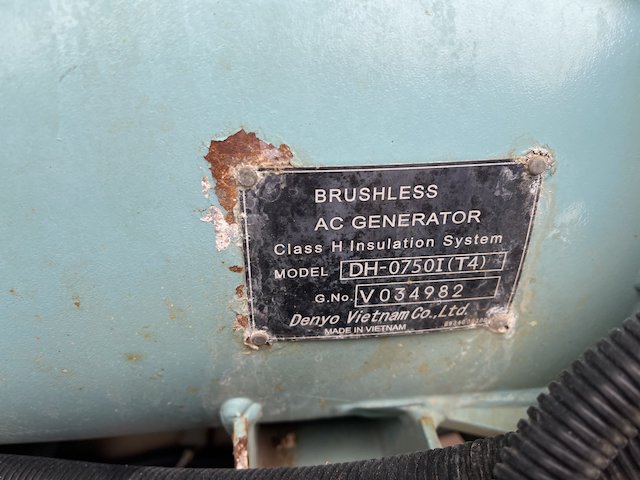 BRUSHLESS
AC GENERATOR
Class H Insulation System
MODEL DH-0750I(T4)
G.No. V034982
Denyo Vietnam Co.,Ltd.
MADE IN VIETNAM